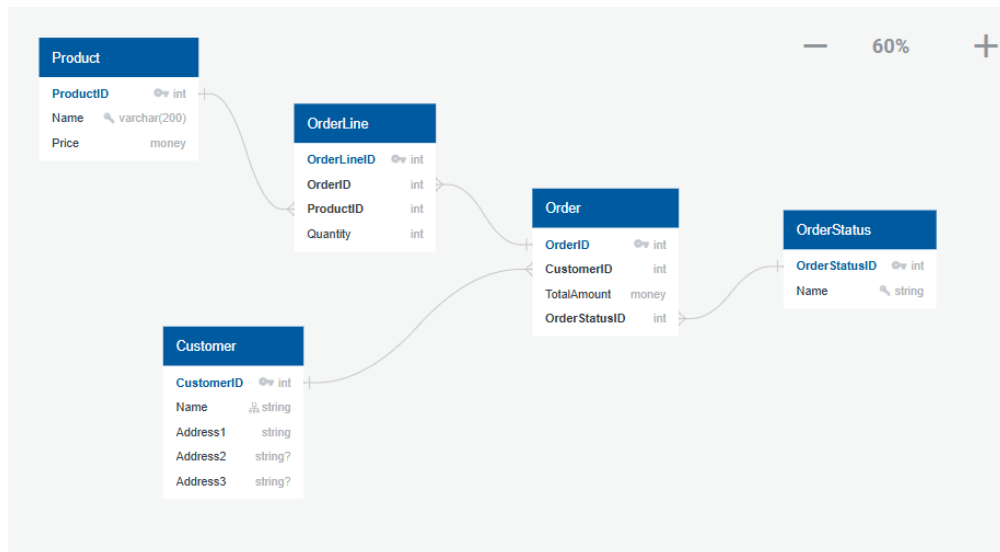 60%
Product
ProductID int
Name varchar(200)
Price money
OrderLine
OrderLineID int
OrderID int
ProductID int
Quantity int
Order
OrderID int
CustomerID int
TotalAmount money
OrderStatusID int
OrderStatus
OrderStatusID int
Name string
Customer
CustomerID int
Name string
Address1 string
Address2 string?
Address3 string?